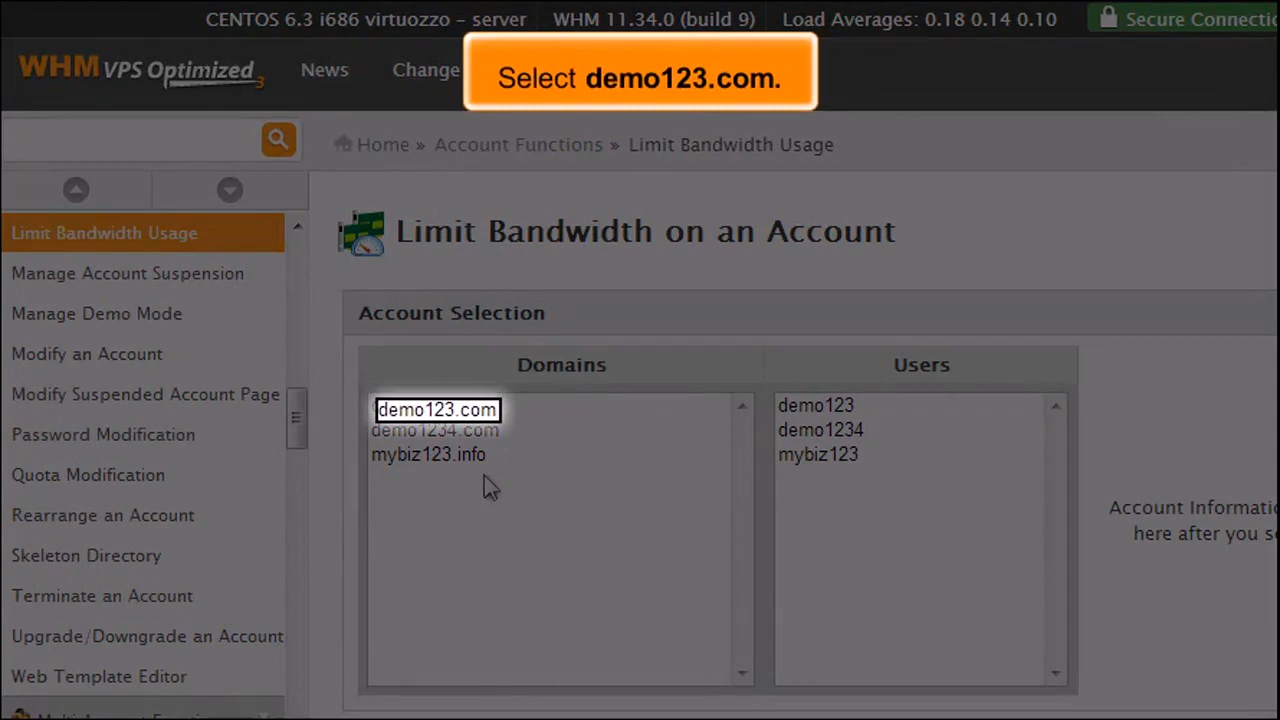 CENTOS 6.3 i686 virtuozzo – server WHM 11.34.0 (build 9) Load Averages: 0.18 0.14 0.10 Secure Connectio
Select demo123.com.
WHM VPS Optimized 3 News Change
Home » Account Functions » Limit Bandwidth Usage
Limit Bandwidth Usage
Manage Account Suspension
Manage Demo Mode
Modify an Account
Modify Suspended Account Page
Password Modification
Quota Modification
Rearrange an Account
Skeleton Directory
Terminate an Account
Upgrade/Downgrade an Account
Web Template Editor
Limit Bandwidth on an Account
Account Selection
Domains
demo123.com
demo1234.com
mybiz123.info
Users
demo123
demo1234
mybiz123
Account Informatio
here after you se